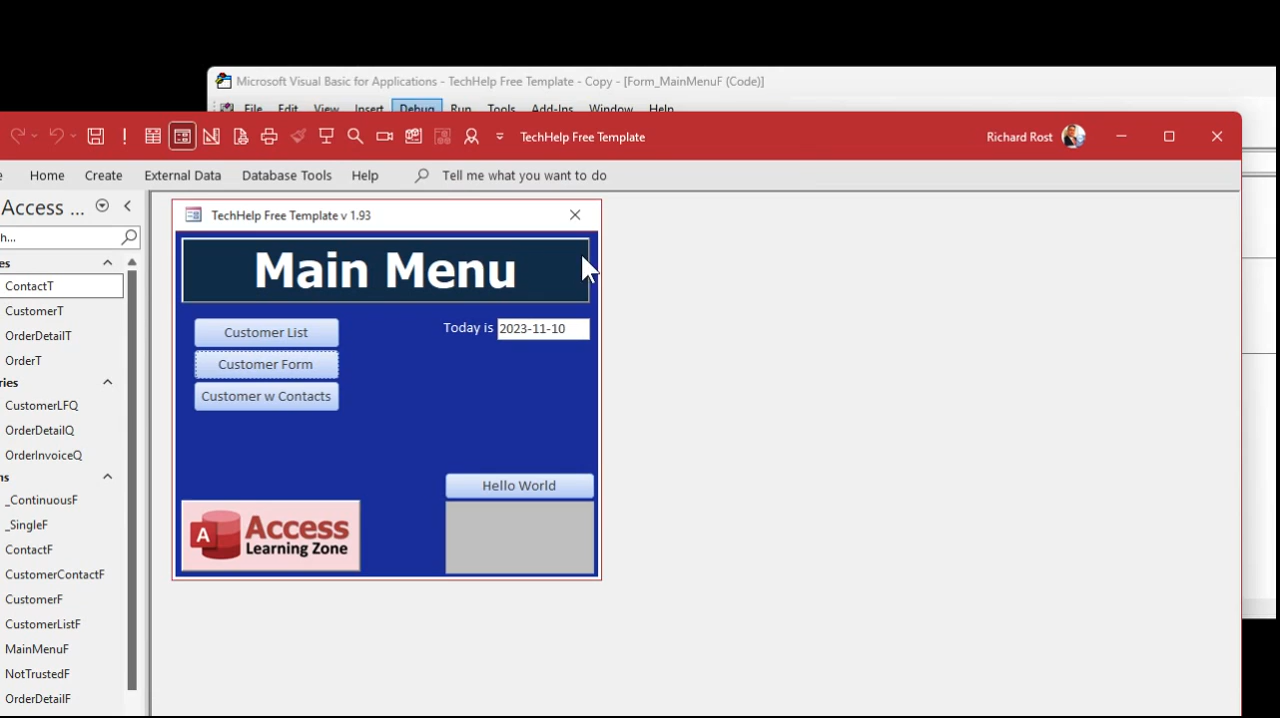 Microsoft Visual Basic for Applications - TechHelp Free Template - Copy - [Form_MainMenuF (Code)]
File Edit View Insert Debug Run Tools Add-Ins Window Help
TechHelp Free Template
Richard Rost
Home Create External Data Database Tools Help Tell me what you want to do
Access ...
h...
es
ContactT
CustomerT
OrderDetailT
OrderT
ries
CustomerLFQ
OrderDetailQ
OrderInvoiceQ
ns
_ContinuousF
_SingleF
ContactF
CustomerContactF
CustomerF
CustomerListF
MainMenuF
NotTrustedF
OrderDetailF
TechHelp Free Template v 1.93
Main Menu
Today is 2023-11-10
Customer List
Customer Form
Customer w Contacts
Hello World
A Access
Learning Zone